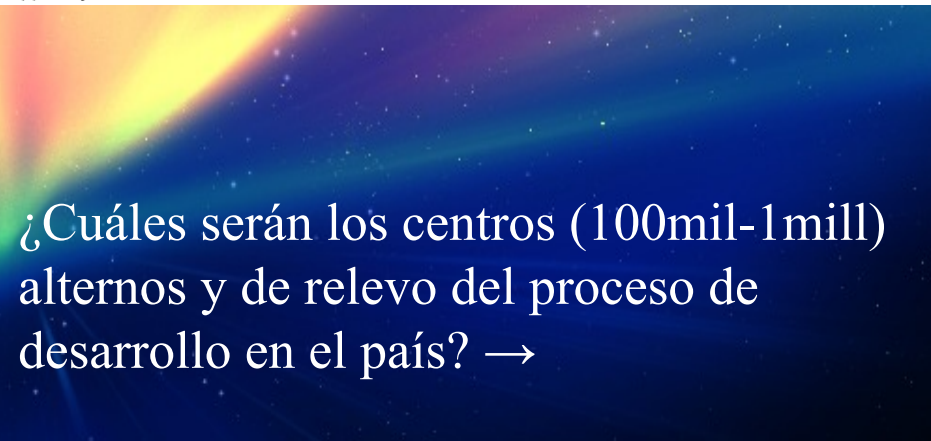 ¿Cuáles serán los centros (100mil-1mill)
alternos y de relevo del proceso de
desarrollo en el país? →